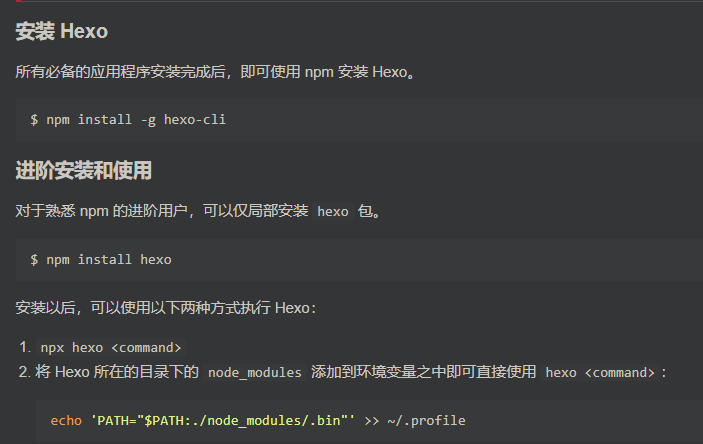 安装 Hexo
所有必备的应用程序安装完成后，即可使用 npm 安装 Hexo。
$ npm install -g hexo-cli
进阶安装和使用
对于熟悉 npm 的进阶用户，可以仅局部安装 hexo 包。
$ npm install hexo
安装以后，可以使用以下两种方式执行 Hexo：
1. npx hexo <command>
2. 将 Hexo 所在的目录下的 node_modules 添加到环境变量之中即可直接使用 hexo <command>：
echo 'PATH="$PATH:./node_modules/.bin"' >> ~/.profile